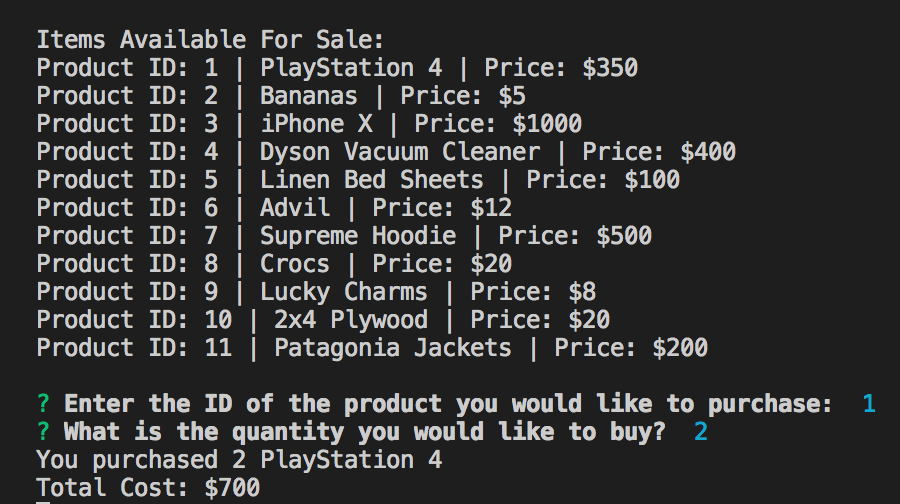 Items Available For Sale:
Product ID: 1 | PlayStation 4 | Price: $350
Product ID: 2 | Bananas | Price: $5
Product ID: 3 | iPhone X | Price: $1000
Product ID: 4 | Dyson Vacuum Cleaner | Price: $400
Product ID: 5 | Linen Bed Sheets | Price: $100
Product ID: 6 | Advil | Price: $12
Product ID: 7 | Supreme Hoodie | Price: $500
Product ID: 8 | Crocs | Price: $20
Product ID: 9 | Lucky Charms | Price: $8
Product ID: 10 | 2x4 Plywood | Price: $20
Product ID: 11 | Patagonia Jackets | Price: $200
? Enter the ID of the product you would like to purchase:  1
? What is the quantity you would like to buy?  2
You purchased 2 PlayStation 4
Total Cost: $700